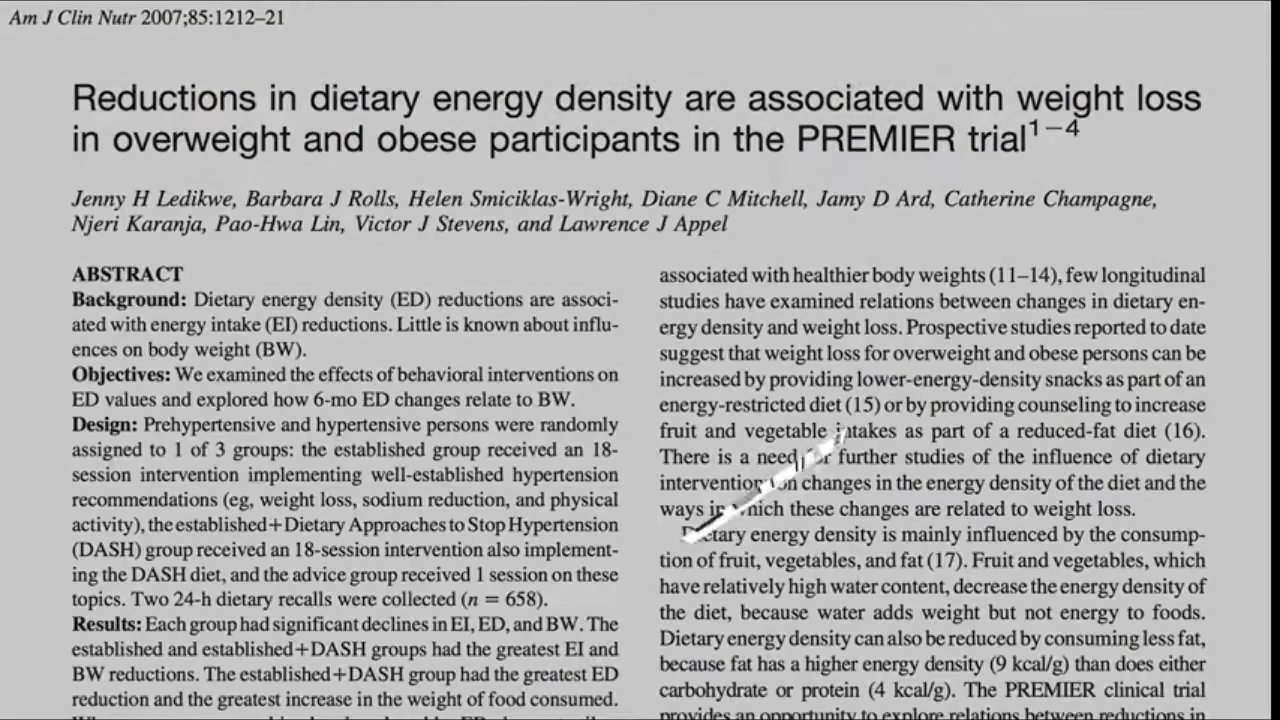 Am J Clin Nutr 2007;85:1212–21
Reductions in dietary energy density are associated with weight loss
in overweight and obese participants in the PREMIER trial1–4
Jenny H Ledikwe, Barbara J Rolls, Helen Smiciklas-Wright, Diane C Mitchell, Jamy D Ard, Catherine Champagne,
Njeri Karanja, Pao-Hwa Lin, Victor J Stevens, and Lawrence J Appel
ABSTRACT
Background: Dietary energy density (ED) reductions are associ-
ated with energy intake (EI) reductions. Little is known about influ-
ences on body weight (BW).
Objectives: We examined the effects of behavioral interventions on
ED values and explored how 6-mo ED changes relate to BW.
Design: Prehypertensive and hypertensive persons were randomly
assigned to 1 of 3 groups: the established group received an 18-
session intervention implementing well-established hypertension
recommendations (eg, weight loss, sodium reduction, and physical
activity), the established+Dietary Approaches to Stop Hypertension
(DASH) group received an 18-session intervention also implement-
ing the DASH diet, and the advice group received 1 session on these
topics. Two 24-h dietary recalls were collected (n = 658).
Results: Each group had significant declines in EI, ED, and BW. The
established and established+DASH groups had the greatest EI and
BW reductions. The established+DASH group had the greatest ED
reduction and the greatest increase in the weight of food consumed.
associated with healthier body weights (11–14), few longitudinal
studies have examined relations between changes in dietary en-
ergy density and weight loss. Prospective studies reported to date
suggest that weight loss for overweight and obese persons can be
increased by providing lower-energy-density snacks as part of an
energy-restricted diet (15) or by providing counseling to increase
fruit and vegetable intakes as part of a reduced-fat diet (16).
There is a need for further studies of the influence of dietary
intervention on changes in the energy density of the diet and the
ways in which these changes are related to weight loss.
Dietary energy density is mainly influenced by the consump-
tion of fruit, vegetables, and fat (17). Fruit and vegetables, which
have relatively high water content, decrease the energy density of
the diet, because water adds weight but not energy to foods.
Dietary energy density can also be reduced by consuming less fat,
because fat has a higher energy density (9 kcal/g) than does either
carbohydrate or protein (4 kcal/g). The PREMIER clinical trial
provides an opportunity to explore relations between reductions in